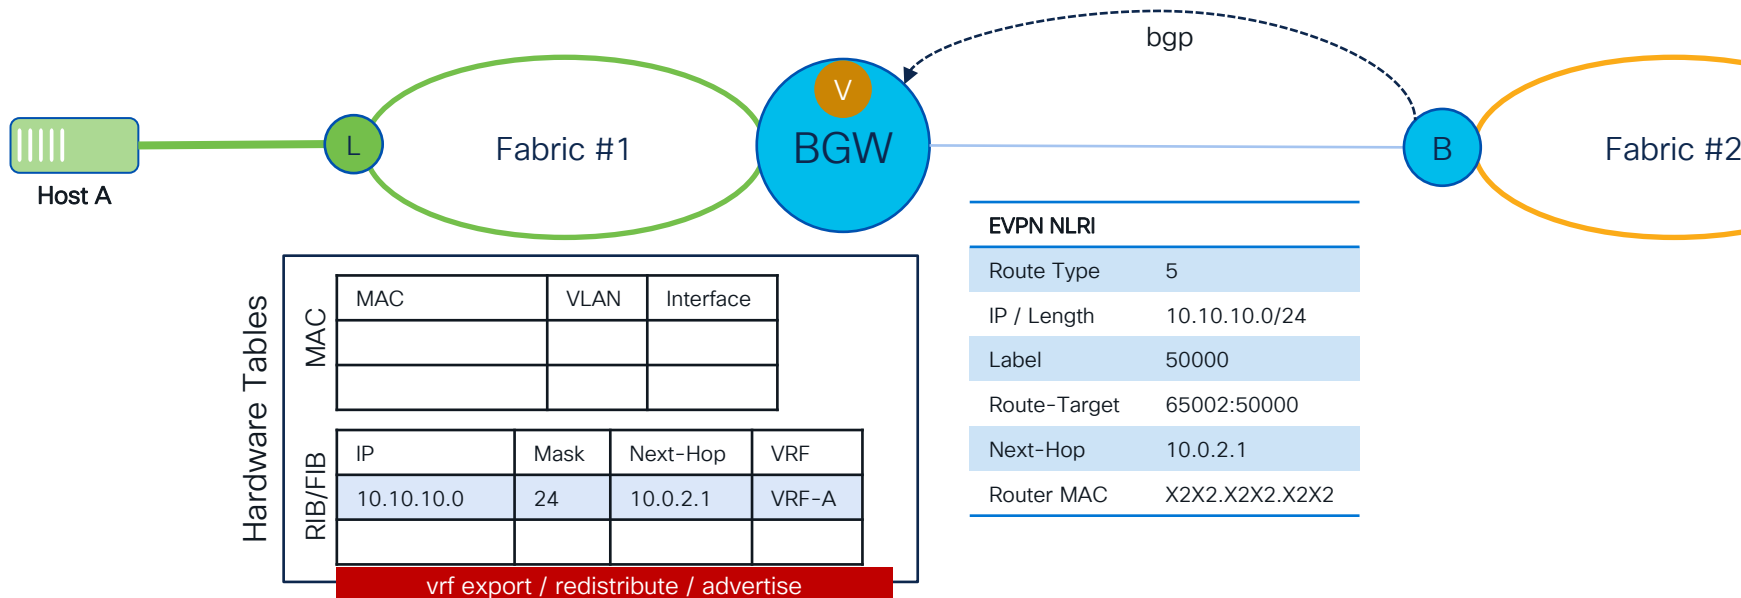 bgp
V
L
Fabric #1
BGW
B
Fabric #2
Host A
EVPN NLRI
Route Type 5
IP / Length 10.10.10.0/24
Label 50000
Route-Target 65002:50000
Next-Hop 10.0.2.1
Router MAC X2X2.X2X2.X2X2
Hardware Tables
MAC
MAC VLAN Interface
RIB/FIB
IP Mask Next-Hop VRF
10.10.10.0 24 10.0.2.1 VRF-A
vrf export / redistribute / advertise